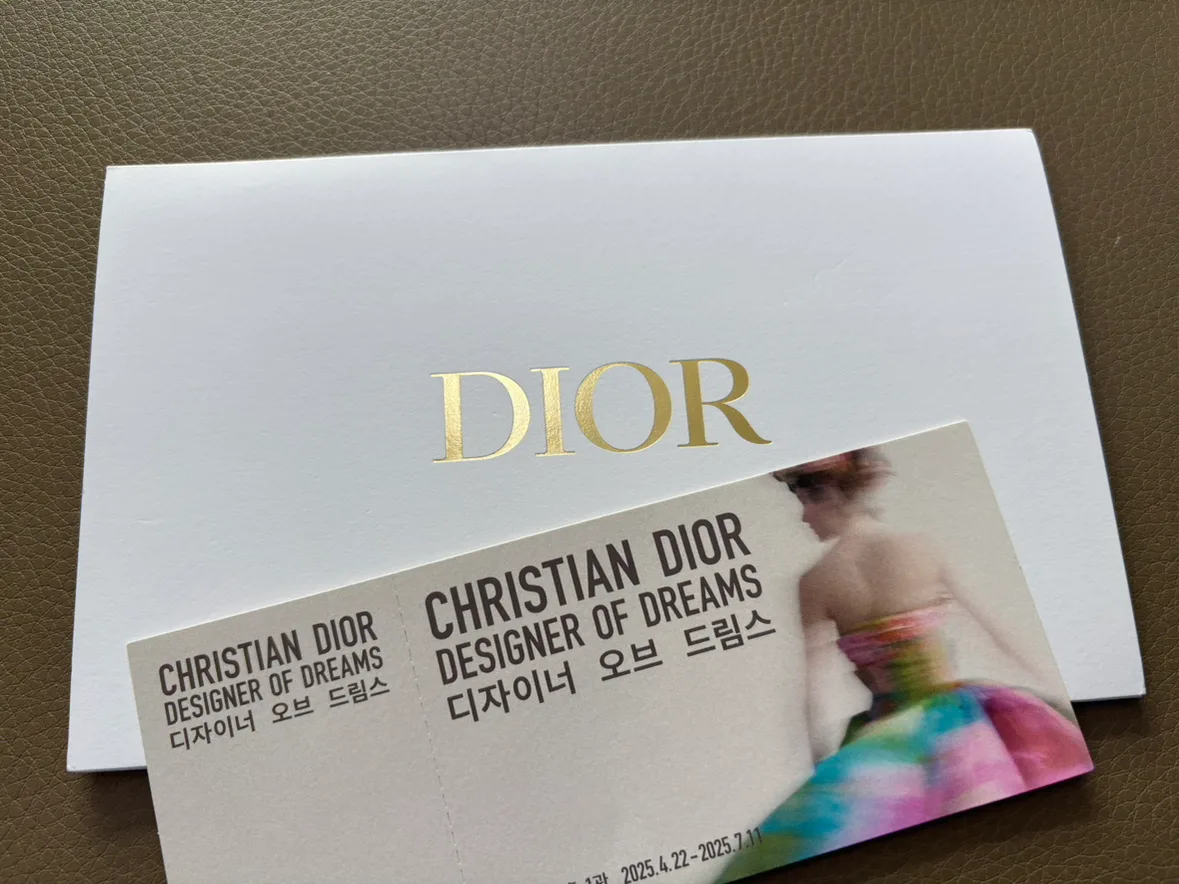 DIOR
CHRISTIAN DIOR
DESIGNER OF DREAMS
디자이너 오브 드림스
CHRISTIAN DIOR
DESIGNER OF DREAMS
디자이너 오브 드림스
1관 2025.4.22-2025.7.11